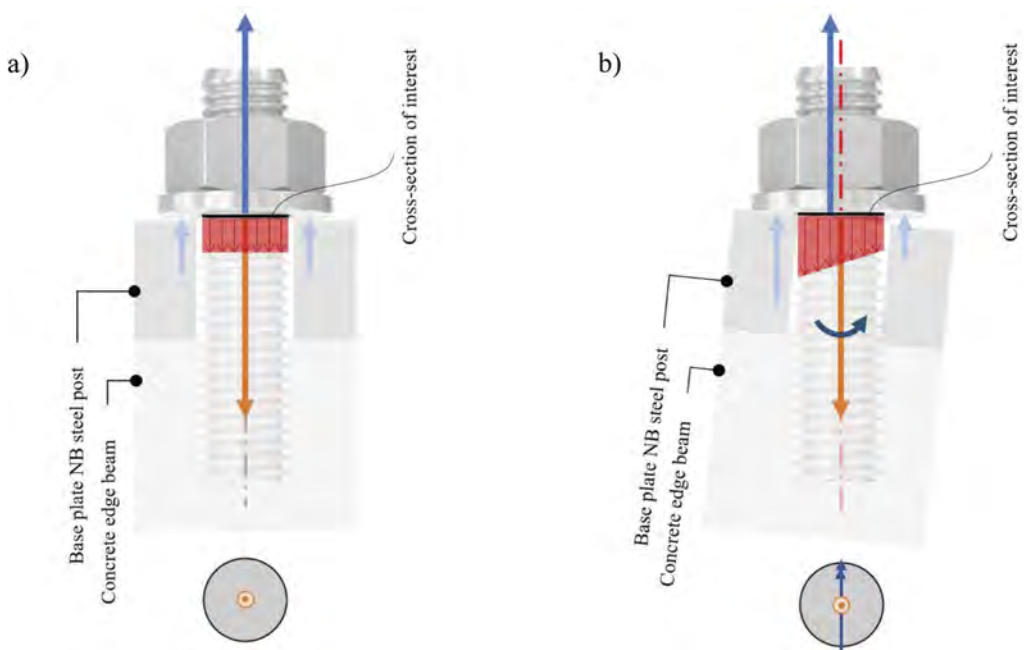 a)
Cross-section of interest
Base plate NB steel post
Concrete edge beam
b)
Cross-section of interest
Base plate NB steel post
Concrete edge beam